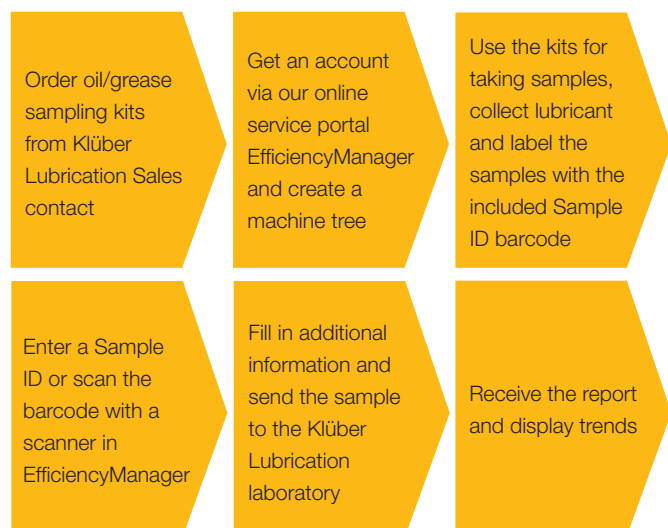 Order oil/grease
sampling kits
from Klüber
Lubrication Sales
contact
Get an account
via our online
service portal
EfficiencyManager
and create a
machine tree
Use the kits for
taking samples,
collect lubricant
and label the
samples with the
included Sample
ID barcode
Enter a Sample
ID or scan the
barcode with a
scanner in
EfficiencyManager
Fill in additional
information and
send the sample
to the Klüber
Lubrication
laboratory
Receive the report
and display trends